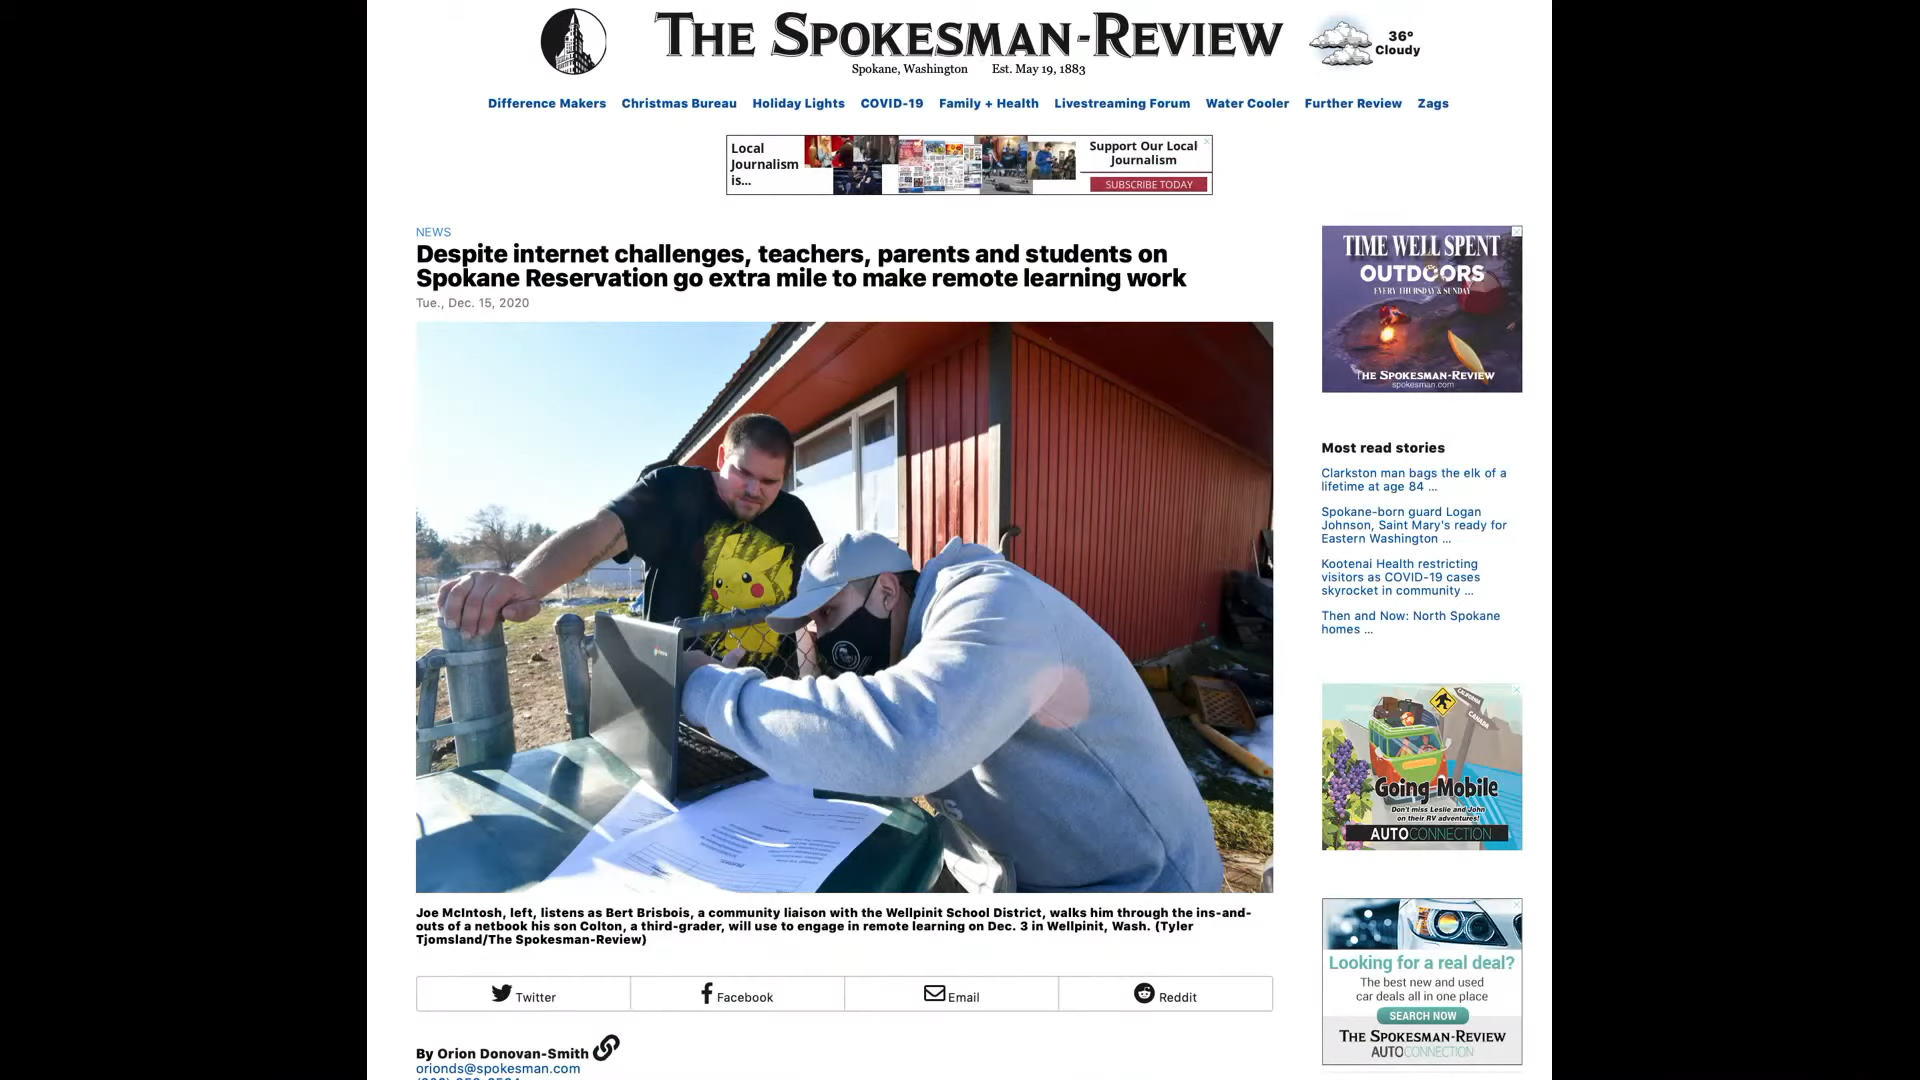 THE SPOKESMAN-REVIEW
Spokane, Washington Est. May 19, 1883
36°
Cloudy
Difference Makers Christmas Bureau Holiday Lights COVID-19 Family + Health Livestreaming Forum Water Cooler Further Review Zags
Local
Journalism
is...
Support Our Local
Journalism
SUBSCRIBE TODAY
NEWS
Despite internet challenges, teachers, parents and students on
Spokane Reservation go extra mile to make remote learning work
Tue., Dec. 15, 2020
Joe McIntosh, left, listens as Bert Brisbois, a community liaison with the Wellpinit School District, walks him through the ins-and-
outs of a netbook his son Colton, a third-grader, will use to engage in remote learning on Dec. 3 in Wellpinit, Wash. (Tyler
Tjomsland/The Spokesman-Review)
Twitter
Facebook
Email
Reddit
By Orion Donovan-Smith
orionds@spokesman.com
TIME WELL SPENT
OUTDOORS
EVERY THURSDAY & SUNDAY
THE SPOKESMAN-REVIEW
spokesman.com
Most read stories
Clarkston man bags the elk of a
lifetime at age 84 ...
Spokane-born guard Logan
Johnson, Saint Mary's ready for
Eastern Washington ...
Kootenai Health restricting
visitors as COVID-19 cases
skyrocket in community ...
Then and Now: North Spokane
homes ...
CALIFORNIA
CANADA
Going Mobile
Don't miss Leslie and John
on their RV adventures!
AUTOCONNECTION
Looking for a real deal?
The best new and used
car deals all in one place
SEARCH NOW
THE SPOKESMAN-REVIEW
AUTOCONNECTION